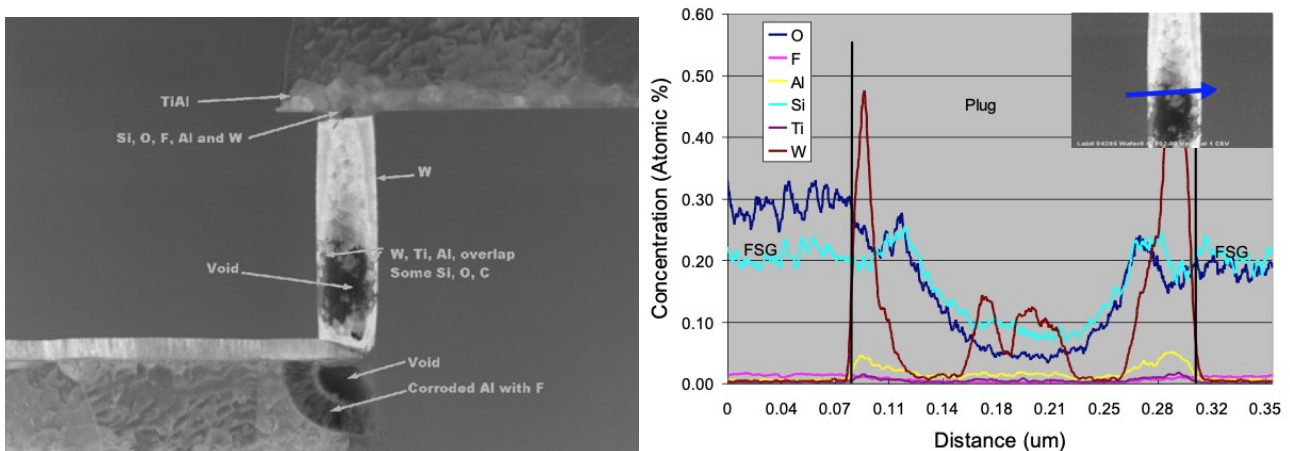 TiAl
Si, O, F, Al and W
W
W, Ti, Al, overlap
Some Si, O, C
Void
Void
Corroded Al with F
Concentration (Atomic %)
0.60
0.50
0.40
0.30
0.20
0.10
0.00
O
F
Al
Si
Ti
W
Plug
FSG
FSG
0 0.04 0.07 0.11 0.14 0.18 0.21 0.25 0.28 0.32 0.35
Distance (um)